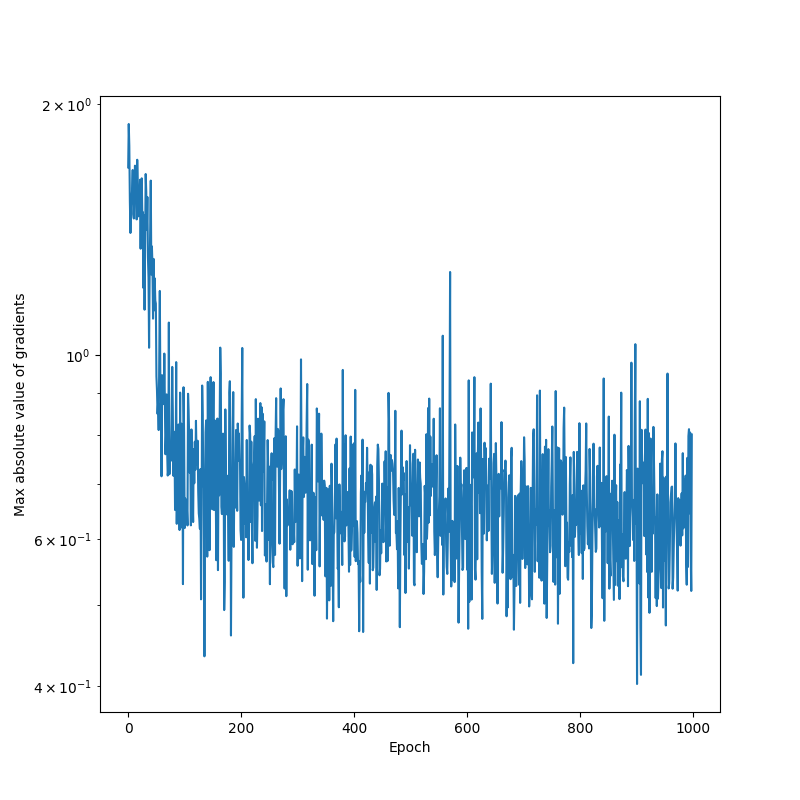 Max absolute value of gradients
2 × 10⁰
10⁰
6 × 10⁻¹
4 × 10⁻¹
0 200 400 600 800 1000
Epoch